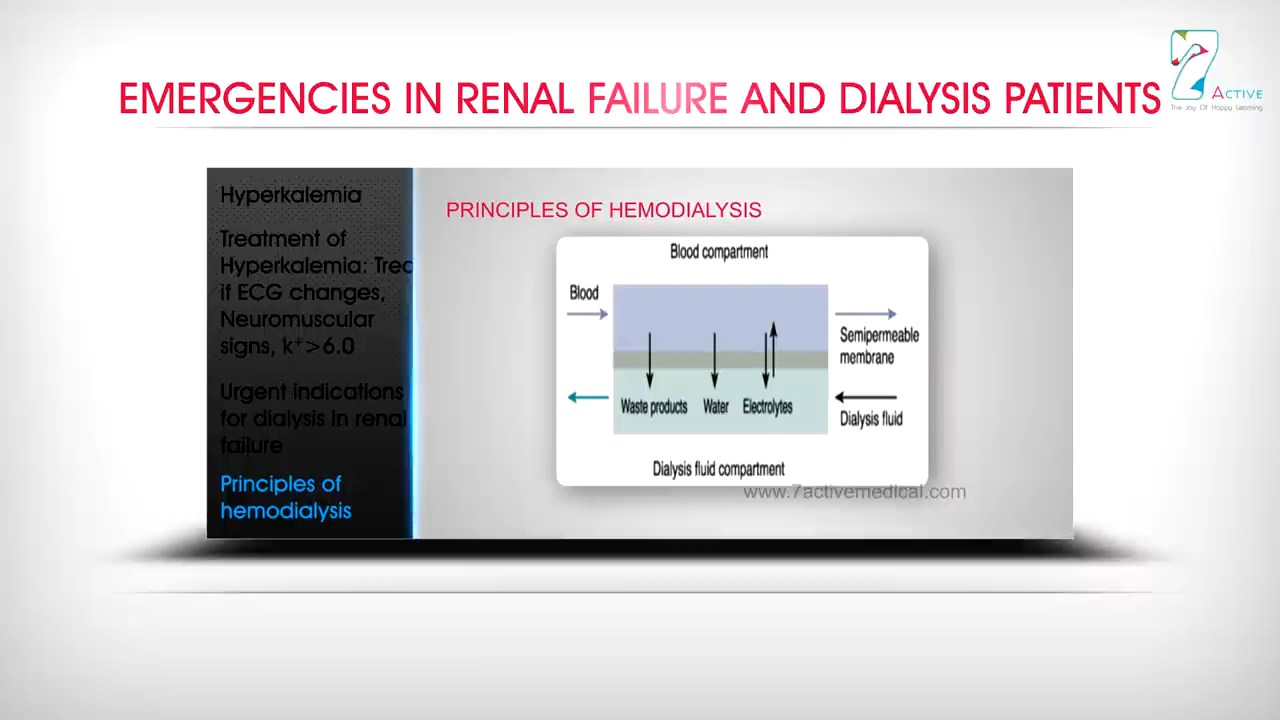 EMERGENCIES IN RENAL FAILURE AND DIALYSIS PATIENTS
7
ACTIVE
The Joy Of Happy Learning
Hyperkalemia
Treatment of
Hyperkalemia: Trea
if ECG changes,
Neuromuscular
signs, k⁺>6.0
Urgent indications
for dialysis in renal
failure
Principles of
hemodialysis
PRINCIPLES OF HEMODIALYSIS
Blood compartment
Blood
Semipermeable
membrane
Waste products Water Electrolytes
Dialysis fluid
Dialysis fluid compartment
www.7activemedical.com